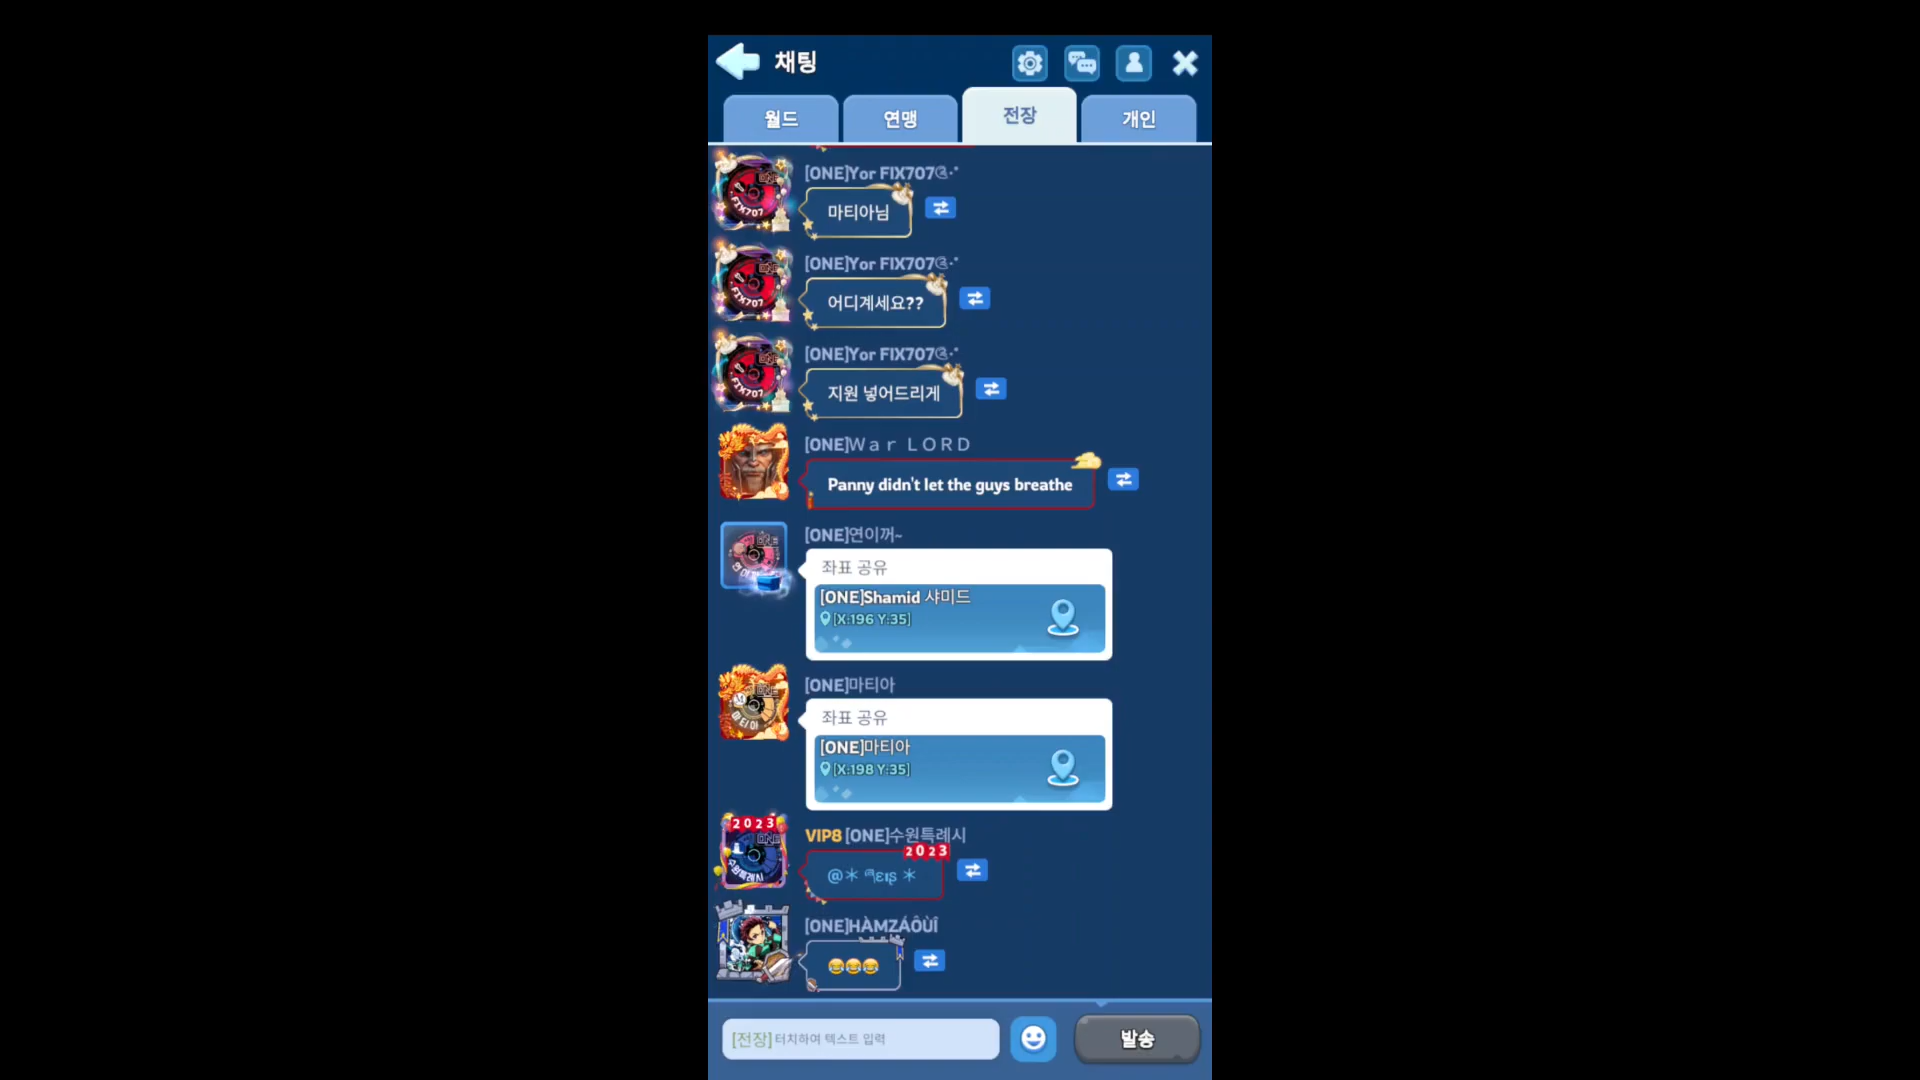 채팅
월드
연맹
전장
개인
[ONE]Yor FIX707
마티아님
[ONE]Yor FIX707
어디계세요??
[ONE]Yor FIX707
지원 넣어드리게
[ONE]Ｗａｒ ＬＯＲＤ
Panny didn't let the guys breathe
[ONE]연이꺼~
좌표 공유
[ONE]Shamid 샤미드
[X:196 Y:35]
[ONE]마티아
좌표 공유
[ONE]마티아
[X:198 Y:35]
2023
VIP8 [ONE]수원특례시
2023
[ONE]HÀMZÁÔÙÎ
😂😂😂
[전장]터치하여 텍스트 입력
발송